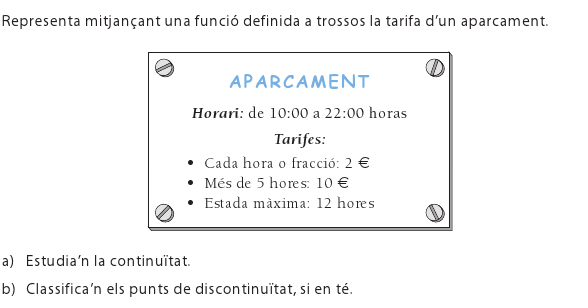 Representa mitjançant una funció definida a trossos la tarifa d'un aparcament.
APARCAMENT
Horari: de 10:00 a 22:00 horas
Tarifes:
• Cada hora o fracció: 2 €
• Més de 5 hores: 10 €
• Estada màxima: 12 hores
a) Estudia'n la continuïtat.
b) Classifica'n els punts de discontinuïtat, si en té.